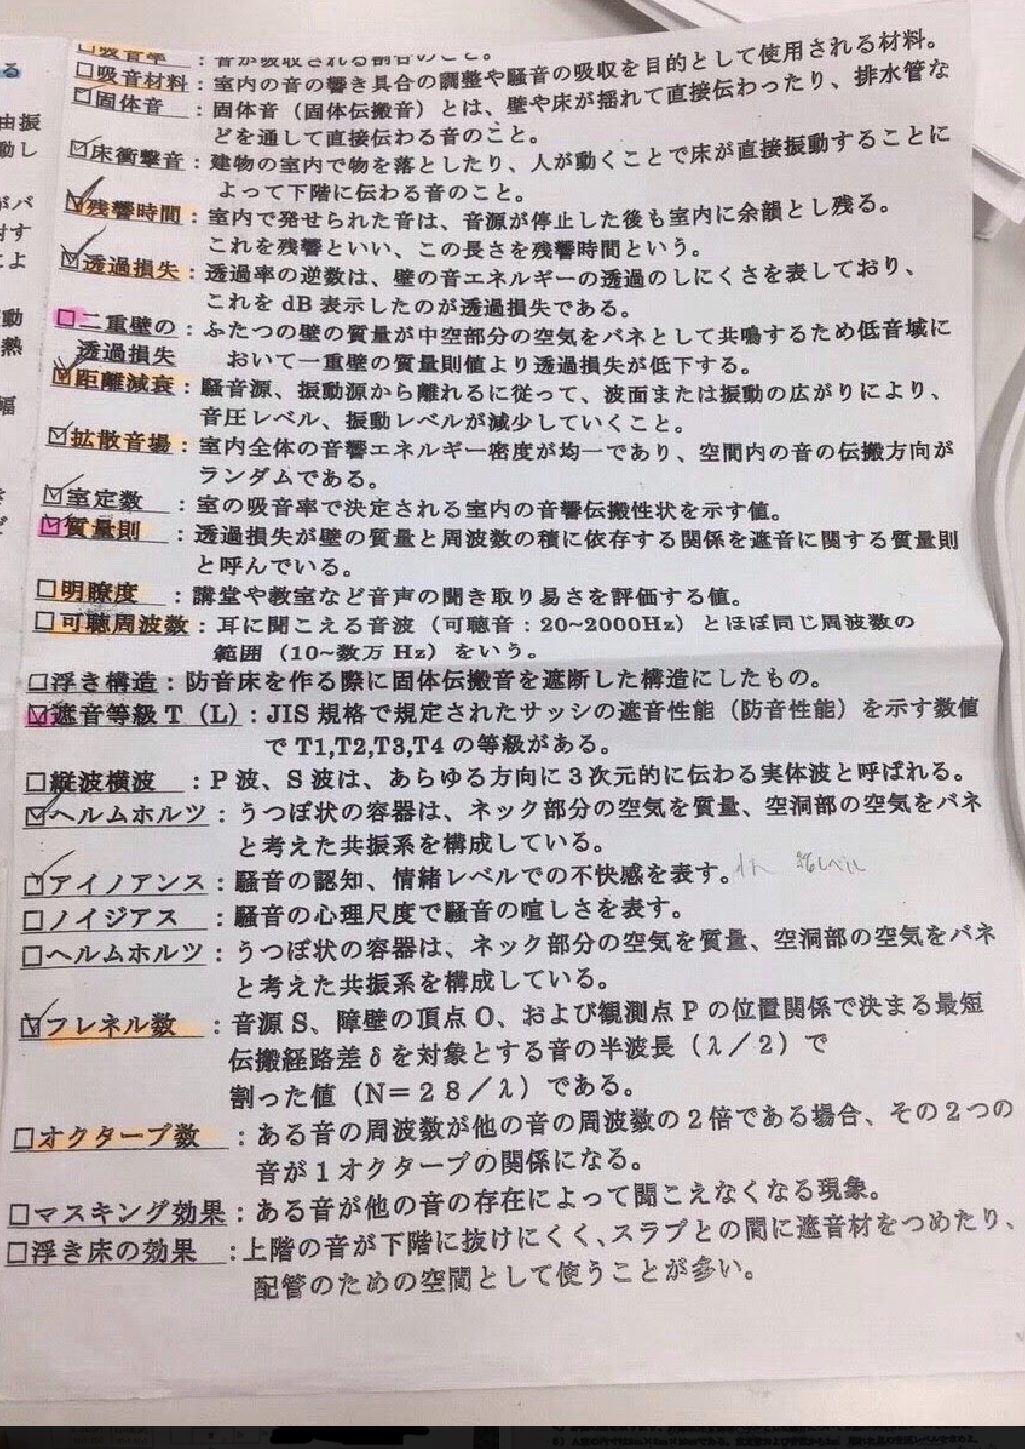 □吸音率 : 音が吸収される割合のこと。
□吸音材料 : 室内の音の響き具合の調整や騒音の吸収を目的として使用される材料。
□固体音 : 固体音（固体伝搬音）とは、壁や床が揺れて直接伝わったり、排水管な
どを通して直接伝わる音のこと。
☑床衝撃音 : 建物の室内で物を落としたり、人が動くことで床が直接振動することに
よって下階に伝わる音のこと。
☑残響時間 : 室内で発せられた音は、音源が停止した後も室内に余韻とし残る。
これを残響といい、この長さを残響時間という。
☑透過損失 : 透過率の逆数は、壁の音エネルギーの透過のしにくさを表しており、
これを dB 表示したのが透過損失である。
□二重壁の : ふたつの壁の質量が中空部分の空気をバネとして共鳴するため低音域に
透過損失 おいて一重壁の質量則値より透過損失が低下する。
☑距離減衰 : 騒音源、振動源から離れるに従って、波面または振動の広がりにより、
音圧レベル、振動レベルが減少していくこと。
☑拡散音場 : 室内全体の音響エネルギー密度が均一であり、空間内の音の伝搬方向が
ランダムである。
☑室定数 : 室の吸音率で決定される室内の音響伝搬性状を示す値。
☑質量則 : 透過損失が壁の質量と周波数の積に依存する関係を遮音に関する質量則
と呼んでいる。
□明瞭度 : 講堂や教室など音声の聞き取り易さを評価する値。
□可聴周波数 : 耳に聞こえる音波（可聴音：20~2000Hz）とほぼ同じ周波数の
範囲（10~数万 Hz）をいう。
□浮き構造 : 防音床を作る際に固体伝搬音を遮断した構造にしたもの。
☑遮音等級 T（L） : JIS 規格で規定されたサッシの遮音性能（防音性能）を示す数値
で T1,T2,T3,T4 の等級がある。
□縦波横波 : P 波、S 波は、あらゆる方向に３次元的に伝わる実体波と呼ばれる。
☑ヘルムホルツ : うつぼ状の容器は、ネック部分の空気を質量、空洞部の空気をバネ
と考えた共振系を構成している。
☑アイノアンス : 騒音の認知、情緒レベルでの不快感を表す。
□ノイジアス : 騒音の心理尺度で騒音の喧しさを表す。
□ヘルムホルツ : うつぼ状の容器は、ネック部分の空気を質量、空洞部の空気をバネ
と考えた共振系を構成している。
☑フレネル数 : 音源 S、障壁の頂点 O、および観測点 P の位置関係で決まる最短
伝搬経路差 δ を対象とする音の半波長（λ／2）で
割った値（N＝２８／λ）である。
□オクターブ数 : ある音の周波数が他の音の周波数の２倍である場合、その２つの
音が１オクターブの関係になる。
□マスキング効果 : ある音が他の音の存在によって聞こえなくなる現象。
□浮き床の効果 : 上階の音が下階に抜けにくく、スラブとの間に遮音材をつめたり、
配管のための空間として使うことが多い。